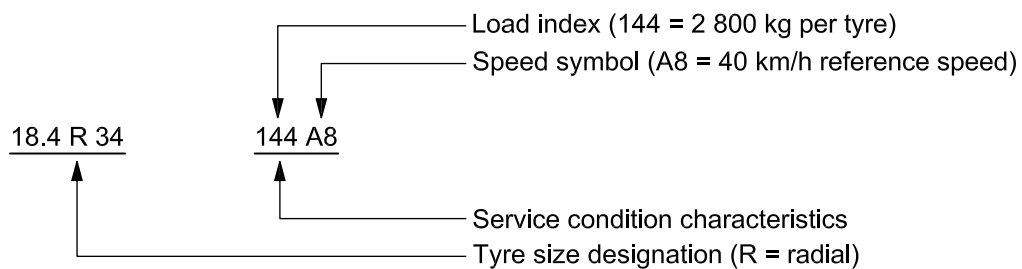 Load index (144 = 2 800 kg per tyre)
Speed symbol (A8 = 40 km/h reference speed)
18.4 R 34 144 A8
Service condition characteristics
Tyre size designation (R = radial)